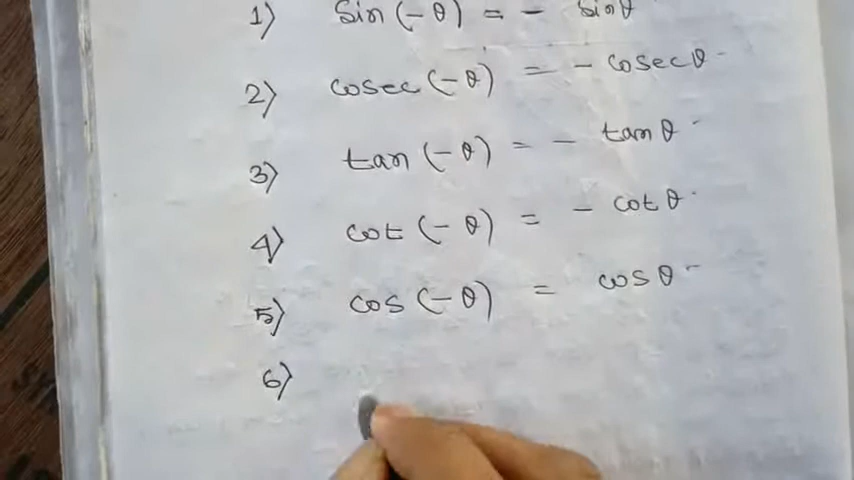 1) Sin (-θ) = - sinθ
2) cosec (-θ) = - cosecθ
3) tan (-θ) = - tanθ
4) cot (-θ) = - cotθ
5) cos (-θ) = cosθ
6)